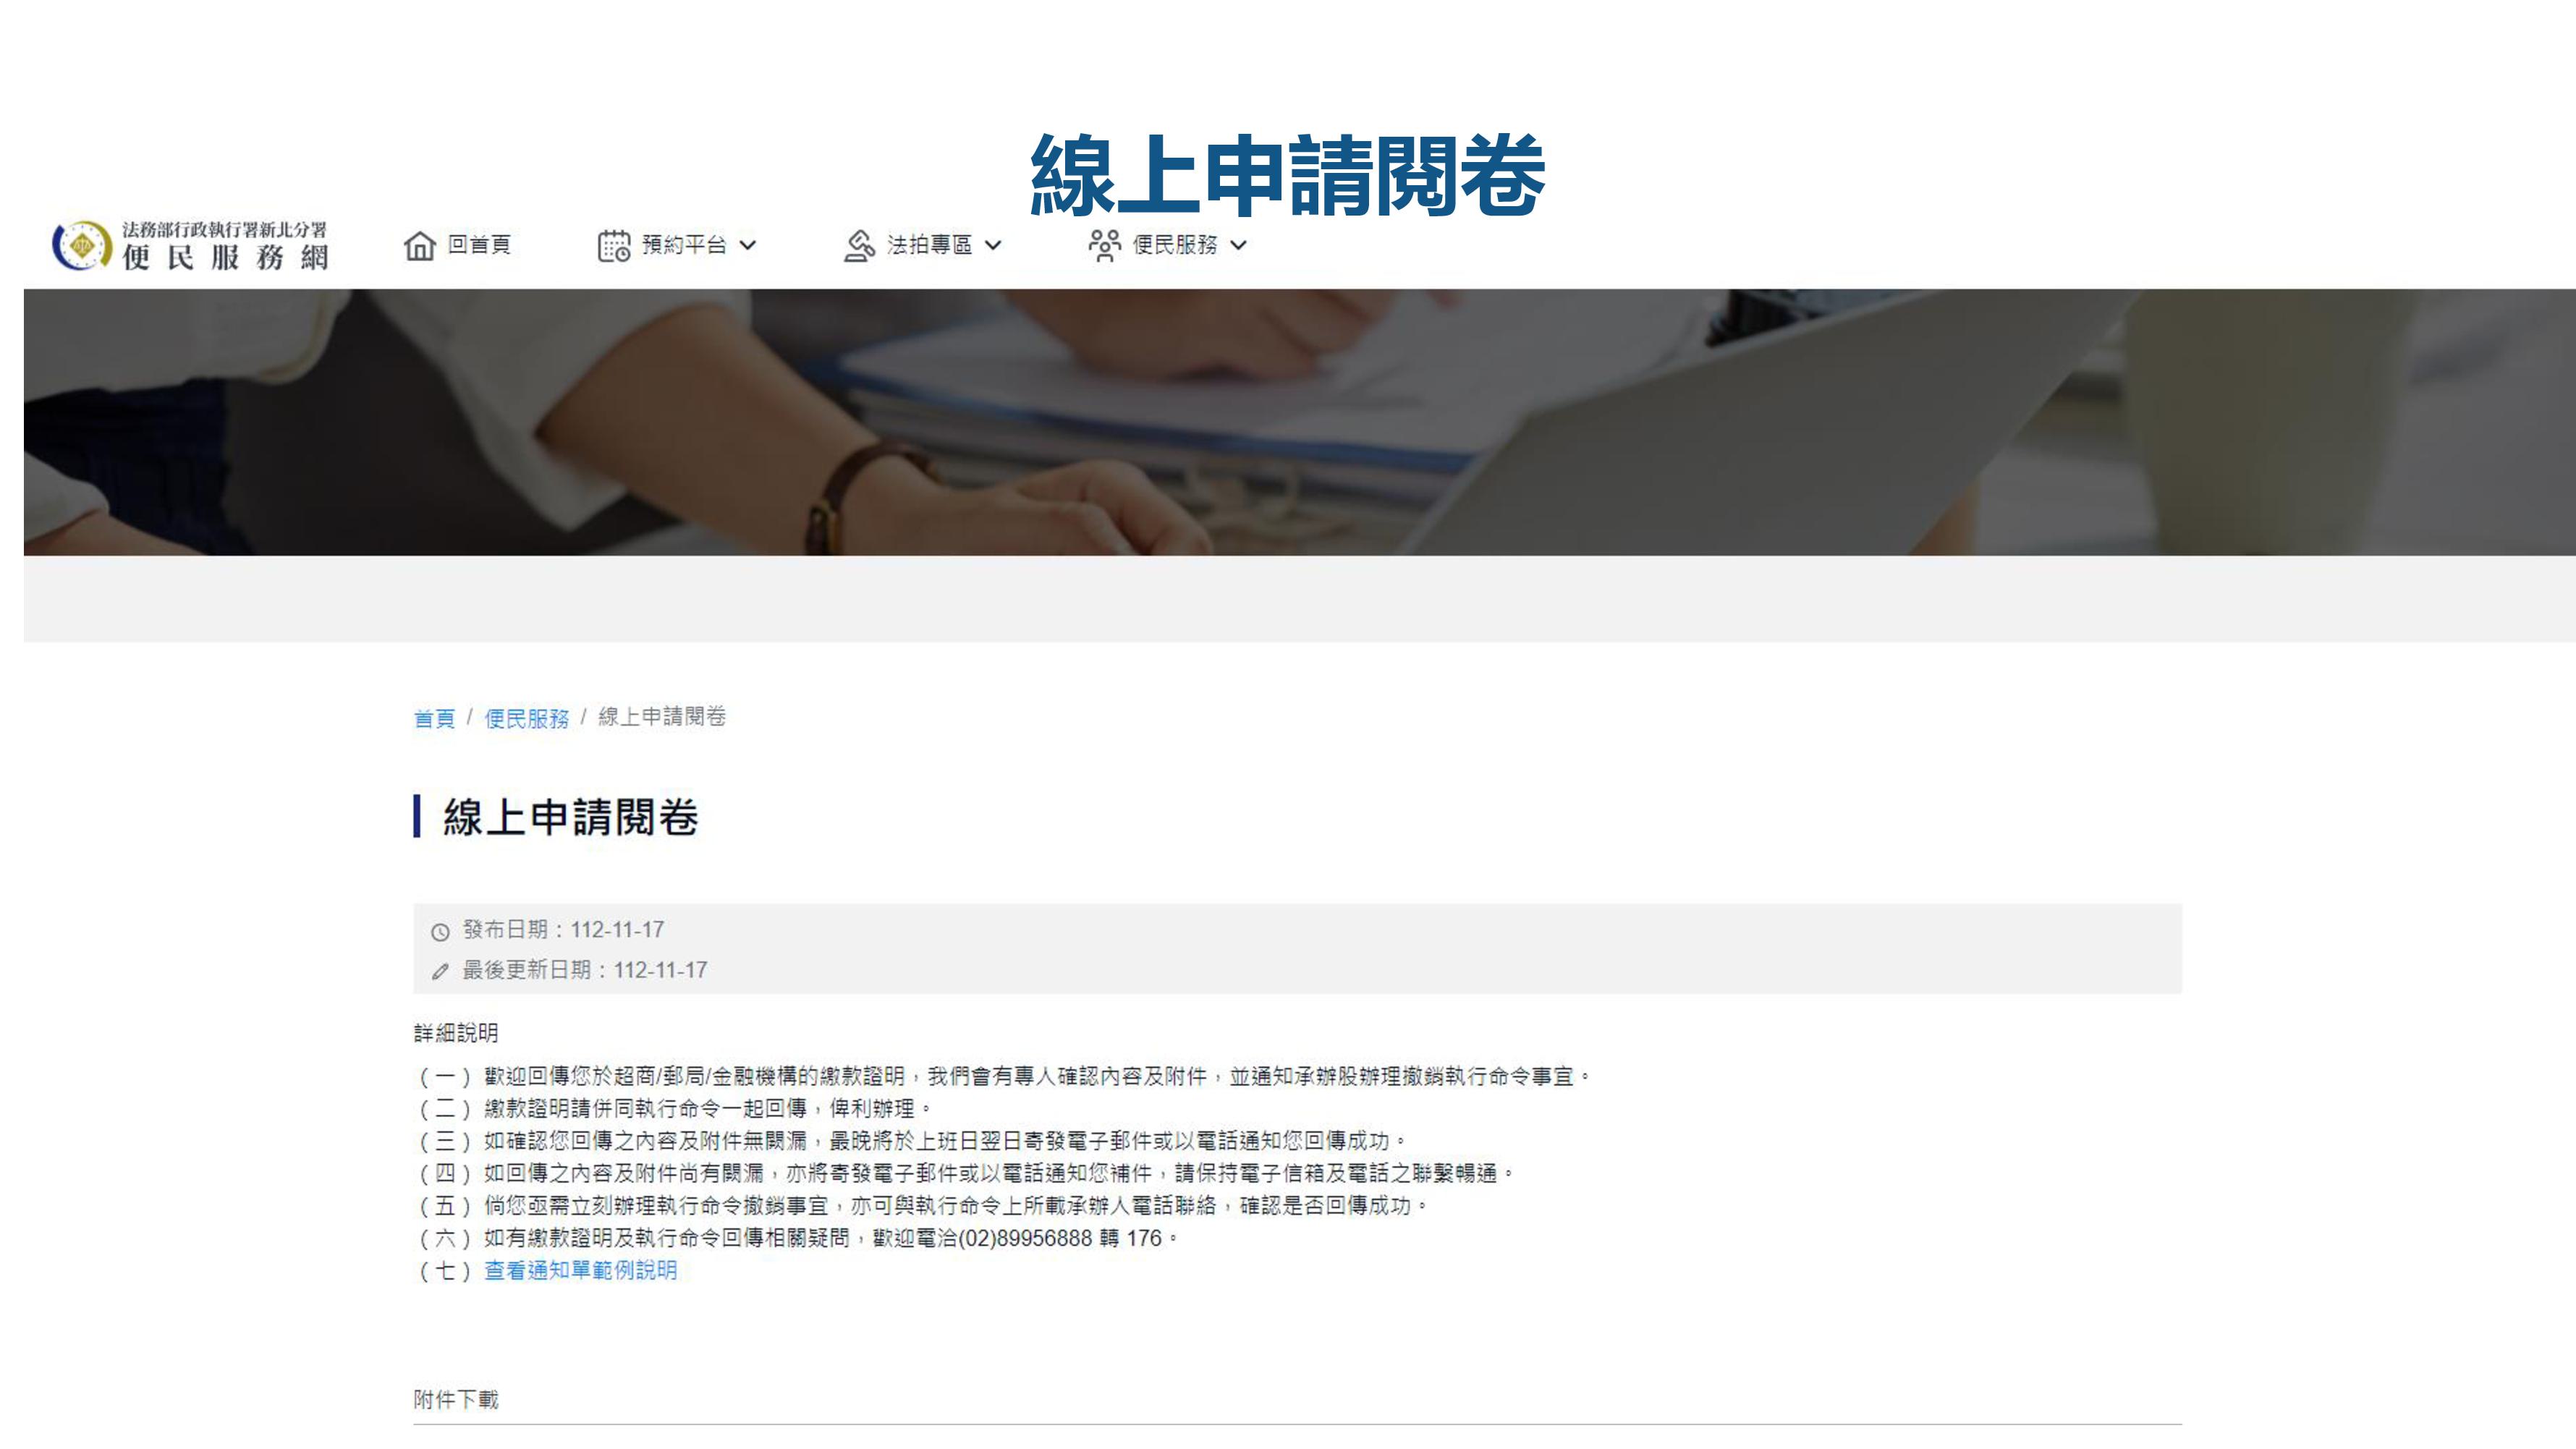 線上申請閱卷
法務部行政執行署新北分署
便民服務網
回首頁
預約平台
法拍專區
便民服務
首頁 / 便民服務 / 線上申請閱卷
線上申請閱卷
發布日期：112-11-17
最後更新日期：112-11-17
詳細說明
（一）歡迎回傳您於超商/郵局/金融機構的繳款證明，我們會有專人確認內容及附件，並通知承辦股辦理撤銷執行命令事宜。
（二）繳款證明請併同執行命令一起回傳，俾利辦理。
（三）如確認您回傳之內容及附件無闕漏，最晚將於上班日翌日寄發電子郵件或以電話通知您回傳成功。
（四）如回傳之內容及附件尚有闕漏，亦將寄發電子郵件或以電話通知您補件，請保持電子信箱及電話之聯繫暢通。
（五）倘您亟需立刻辦理執行命令撤銷事宜，亦可與執行命令上所載承辦人電話聯絡，確認是否回傳成功。
（六）如有繳款證明及執行命令回傳相關疑問，歡迎電洽(02)89956888 轉 176。
（七）查看通知單範例說明
附件下載